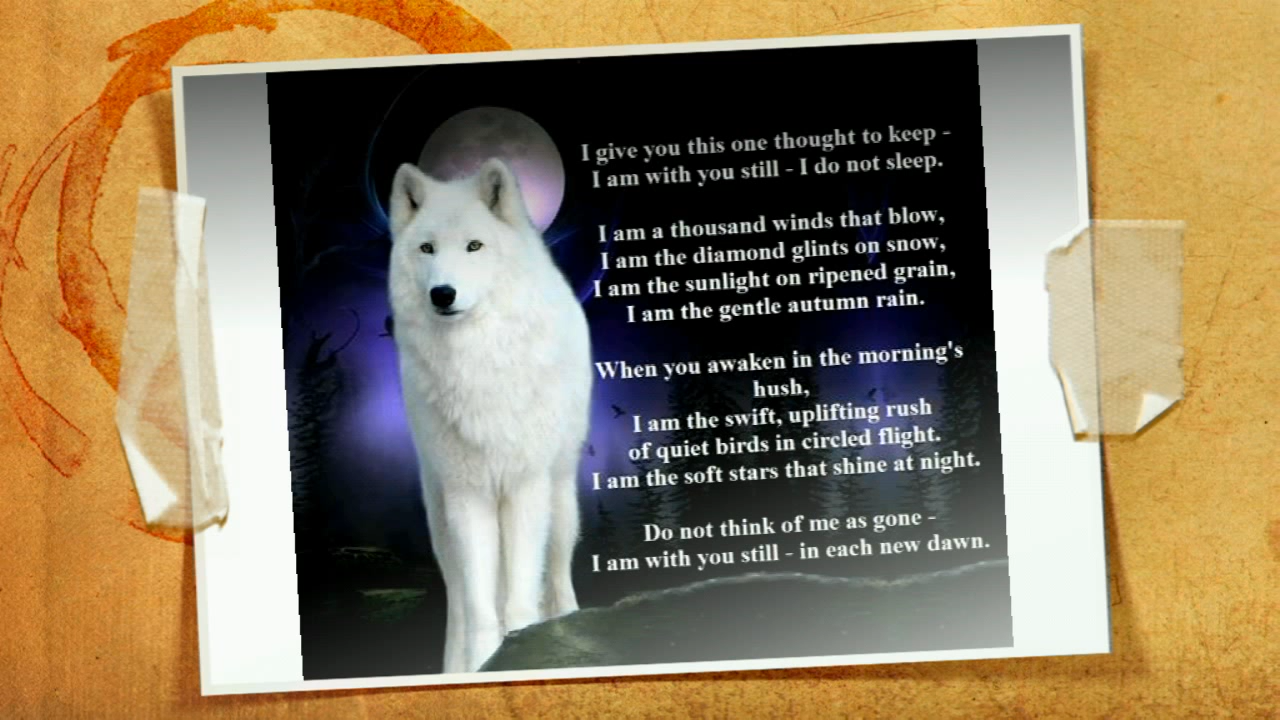 I give you this one thought to keep -
I am with you still - I do not sleep.
I am a thousand winds that blow,
I am the diamond glints on snow,
I am the sunlight on ripened grain,
I am the gentle autumn rain.
When you awaken in the morning's
hush,
I am the swift, uplifting rush
of quiet birds in circled flight.
I am the soft stars that shine at night.
Do not think of me as gone -
I am with you still - in each new dawn.